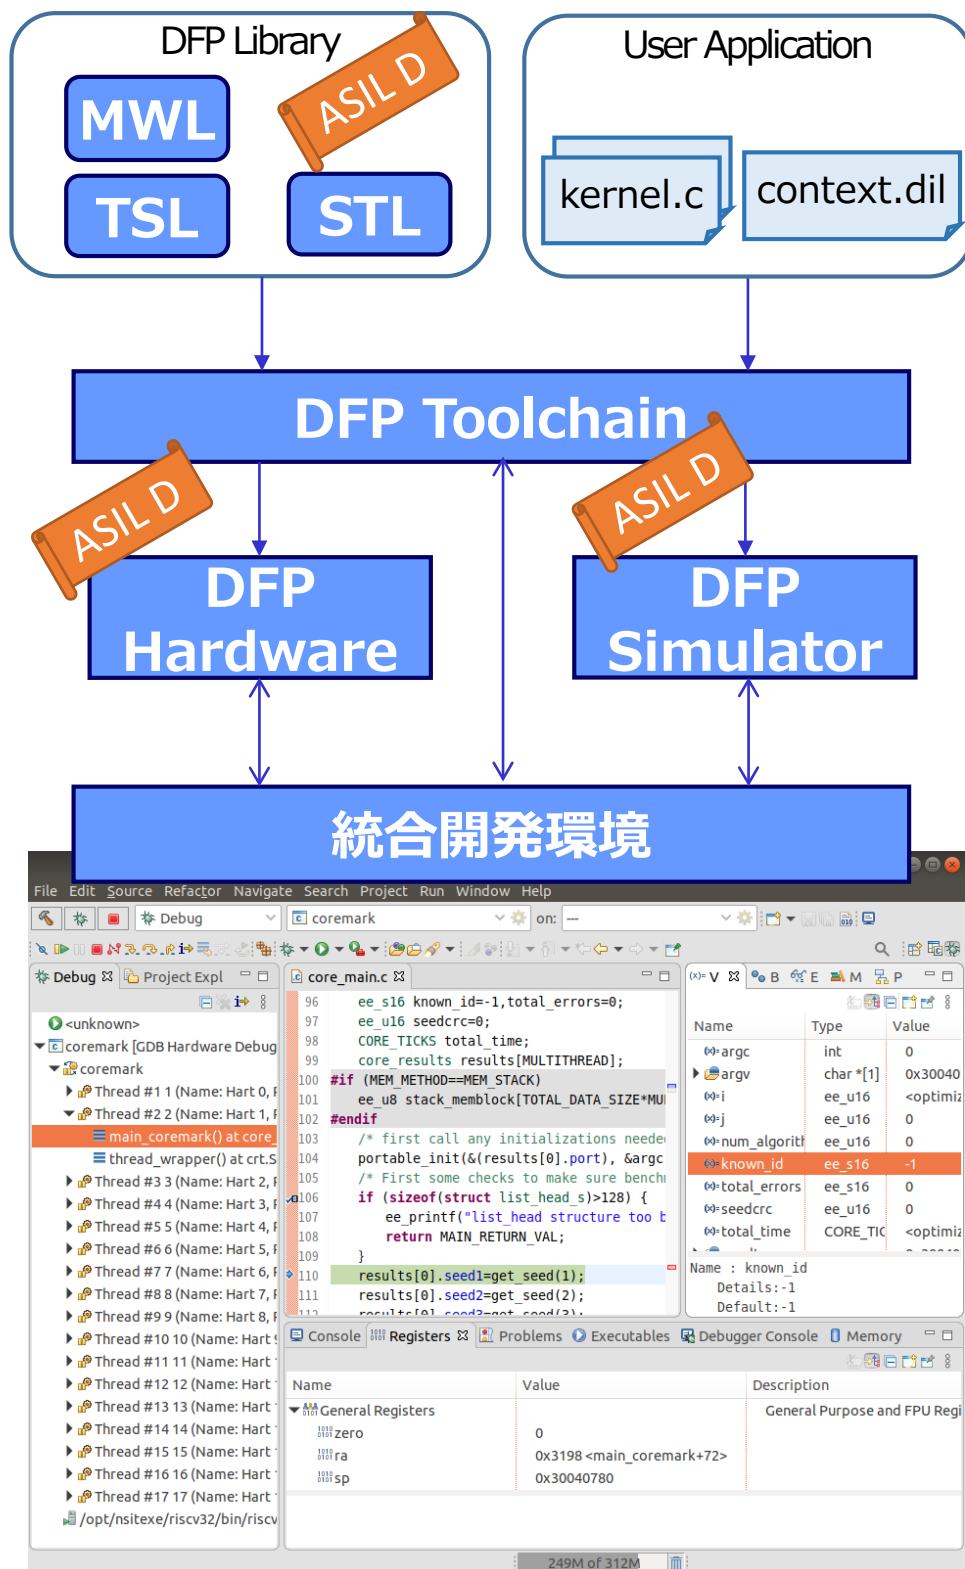 DFP Library
MWL
ASIL D
TSL
STL
User Application
kernel.c
context.dil
DFP Toolchain
ASIL D
ASIL D
DFP
Hardware
DFP
Simulator
統合開発環境
File Edit Source Refactor Navigate Search Project Run Window Help
Debug
coremark
on: ---
Debug
Project Expl
<unknown>
coremark [GDB Hardware Debug
coremark
Thread #1 1 (Name: Hart 0,
Thread #2 2 (Name: Hart 1,
main_coremark() at core_
thread_wrapper() at crt.S
Thread #3 3 (Name: Hart 2,
Thread #4 4 (Name: Hart 3,
Thread #5 5 (Name: Hart 4,
Thread #6 6 (Name: Hart 5,
Thread #7 7 (Name: Hart 6,
Thread #8 8 (Name: Hart 7,
Thread #9 9 (Name: Hart 8,
Thread #10 10 (Name: Hart
Thread #11 11 (Name: Hart
Thread #12 12 (Name: Hart
Thread #13 13 (Name: Hart
Thread #14 14 (Name: Hart
Thread #15 15 (Name: Hart
Thread #16 16 (Name: Hart
Thread #17 17 (Name: Hart
/opt/nsitexe/riscv32/bin/riscv
core_main.c
96 ee_s16 known_id=-1,total_errors=0;
97 ee_u16 seedcrc=0;
98 CORE_TICKS total_time;
99 core_results results[MULTITHREAD];
100 #if (MEM_METHOD==MEM_STACK)
101 ee_u8 stack_memblock[TOTAL_DATA_SIZE*MU
102 #endif
103 /* first call any initializations neede
104 portable_init(&(results[0].port), &argc
105 /* First some checks to make sure benchm
106 if (sizeof(struct list_head_s)>128) {
107 ee_printf("list_head structure too b
108 return MAIN_RETURN_VAL;
109 }
110 results[0].seed1=get_seed(1);
111 results[0].seed2=get_seed(2);
112 results[0].seed3=get_seed(3);
V B E M P
Name Type Value
argc int 0
argv char *[1] 0x30040
i ee_u16 <optimiz
j ee_u16 0
num_algorith ee_u16 0
known_id ee_s16 -1
total_errors ee_s16 0
seedcrc ee_u16 0
total_time CORE_TIC <optimiz
Name : known_id
Details:-1
Default:-1
Console Registers Problems Executables Debugger Console Memory
Name Value Description
General Registers General Purpose and FPU Regi
zero 0
ra 0x3198 <main_coremark+72>
sp 0x30040780
249M of 312M